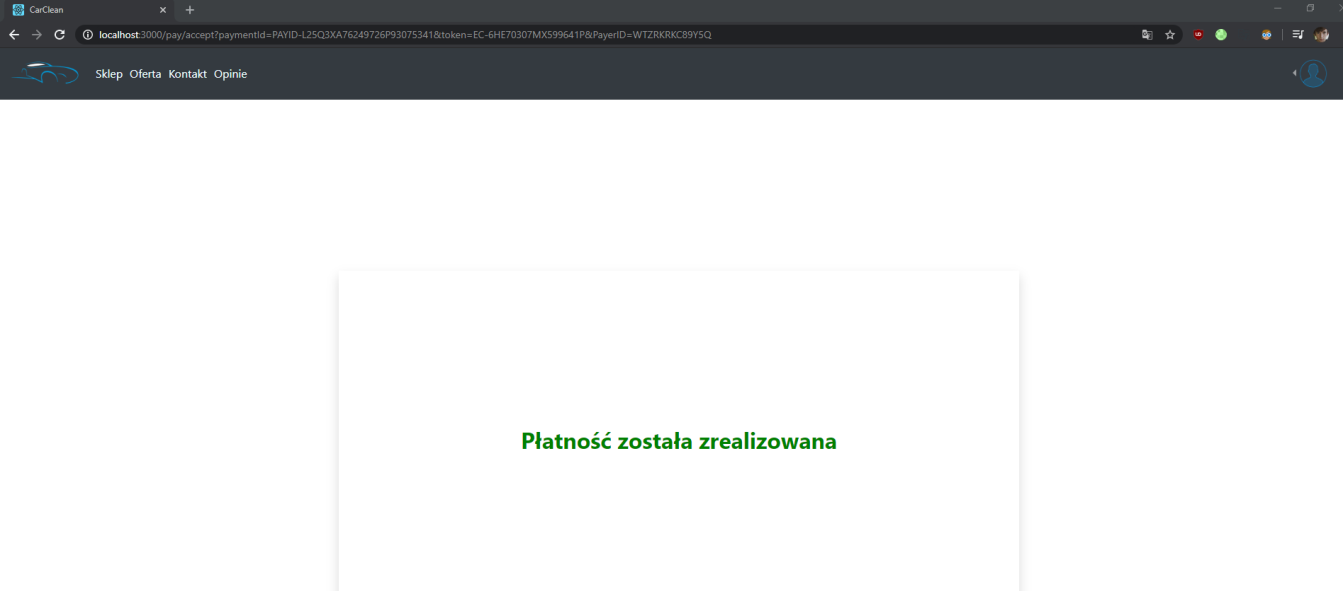 CarClean
localhost:3000/pay/accept?paymentId=PAYID-L25Q3XA76249726P93075341&token=EC-6HE70307MX599641P&PayerID=WTZRKRKC89Y5Q
Sklep Oferta Kontakt Opinie
Płatność została zrealizowana